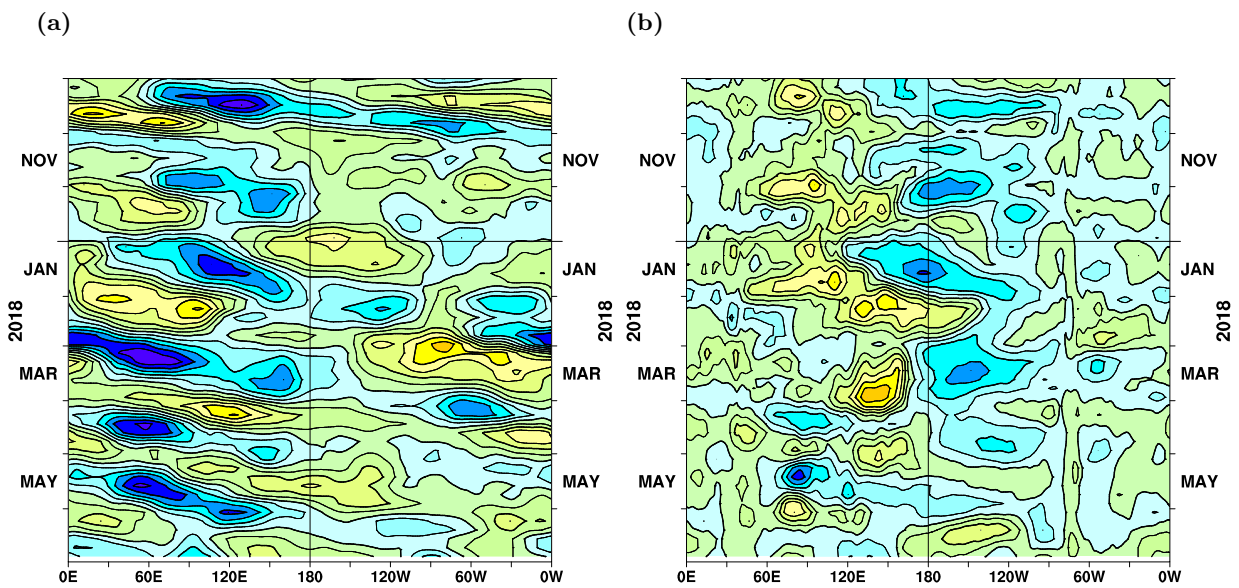 (a) (b)
NOV NOV NOV NOV
JAN JAN JAN JAN
2018 2018 2018 2018
MAR MAR MAR MAR
MAY MAY MAY MAY
0E 60E 120E 180 120W 60W 0W 0E 60E 120E 180 120W 60W 0W